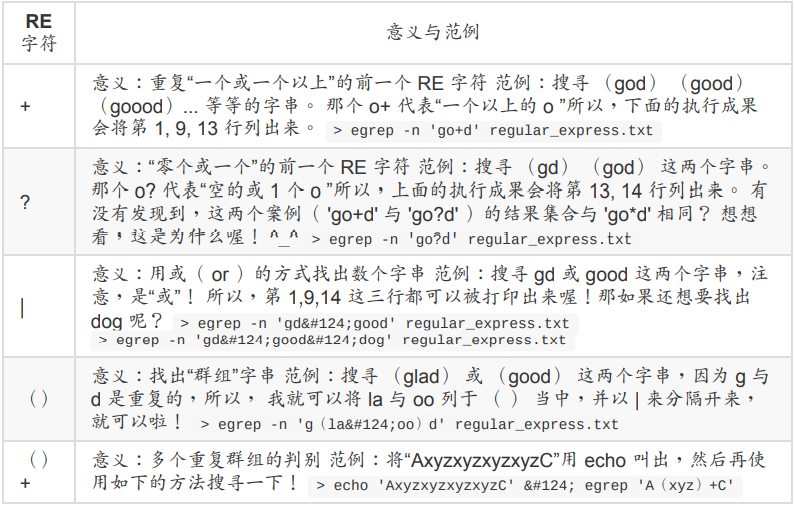 RE
字符
意义与范例
+
意义：重复“一个或一个以上”的前一个 RE 字符 范例：搜寻 （god） （good）
（goood）... 等等的字串。 那个 o+ 代表“一个以上的 o ”所以，下面的执行成果
会将第 1, 9, 13 行列出来。 > egrep -n 'go+d' regular_express.txt
?
意义：“零个或一个”的前一个 RE 字符 范例：搜寻 （gd） （god） 这两个字串。
那个 o? 代表“空的或 1 个 o ”所以，上面的执行成果会将第 13, 14 行列出来。 有
没有发现到，这两个案例（ 'go+d' 与 'go?d' ）的结果集合与 'go*d' 相同？ 想想
看，这是为什么喔！ ^_^ > egrep -n 'go?d' regular_express.txt
|
意义：用或（ or ）的方式找出数个字串 范例：搜寻 gd 或 good 这两个字串，注
意，是“或”！ 所以，第 1,9,14 这三行都可以被打印出来喔！那如果还想要找出
dog 呢？ > egrep -n 'gd&#124;good' regular_express.txt
> egrep -n 'gd&#124;good&#124;dog' regular_express.txt
（）
意义：找出“群组”字串 范例：搜寻 （glad） 或 （good） 这两个字串，因为 g 与
d 是重复的，所以， 我就可以将 la 与 oo 列于 （ ） 当中，并以 | 来分隔开来，
就可以啦！ > egrep -n 'g（la&#124;oo）d' regular_express.txt
（）
+
意义：多个重复群组的判别 范例：将“AxyzxyzxyzxyzC”用 echo 叫出，然后再使
用如下的方法搜寻一下！ > echo 'AxyzxyzxyzxyzC' &#124; egrep 'A（xyz）+C'